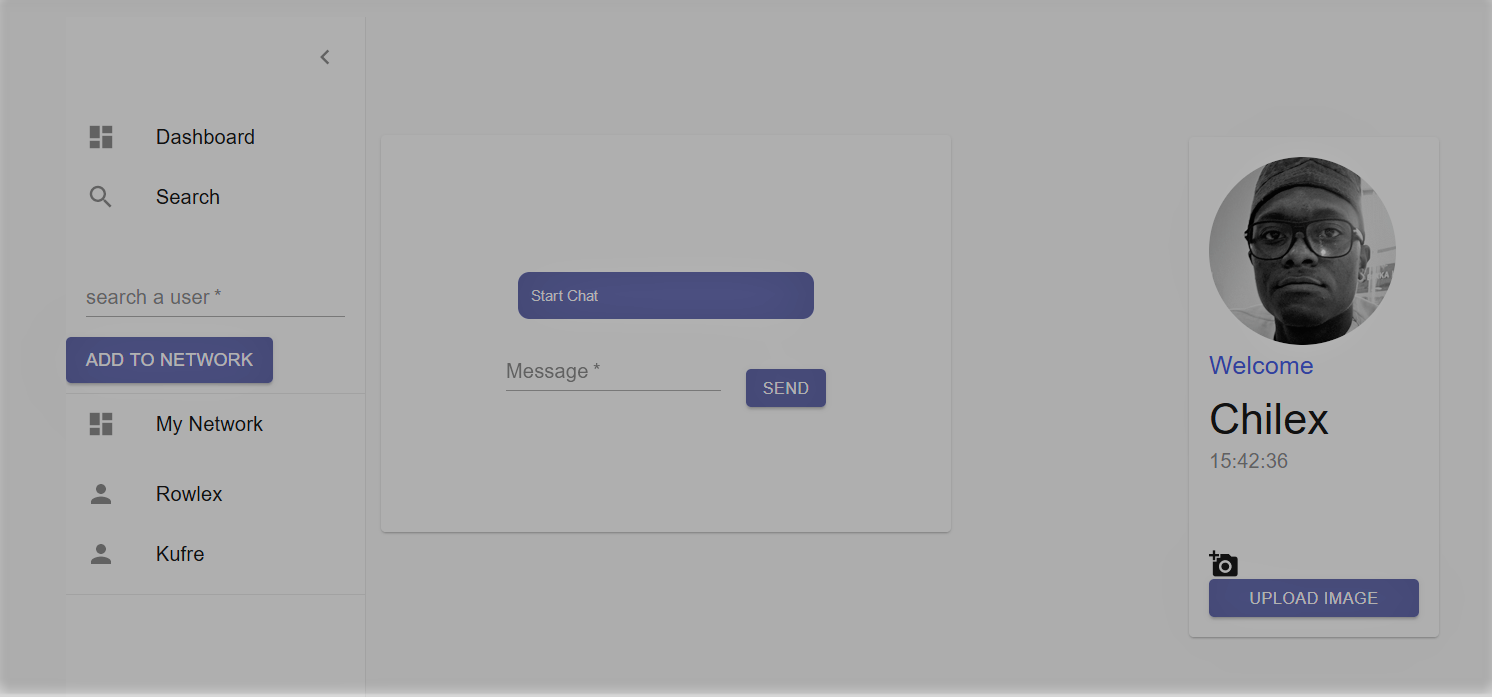 Dashboard
Search
search a user *
ADD TO NETWORK
My Network
Rowlex
Kufre
Start Chat
Message *
SEND
Welcome
Chilex
15:42:36
UPLOAD IMAGE